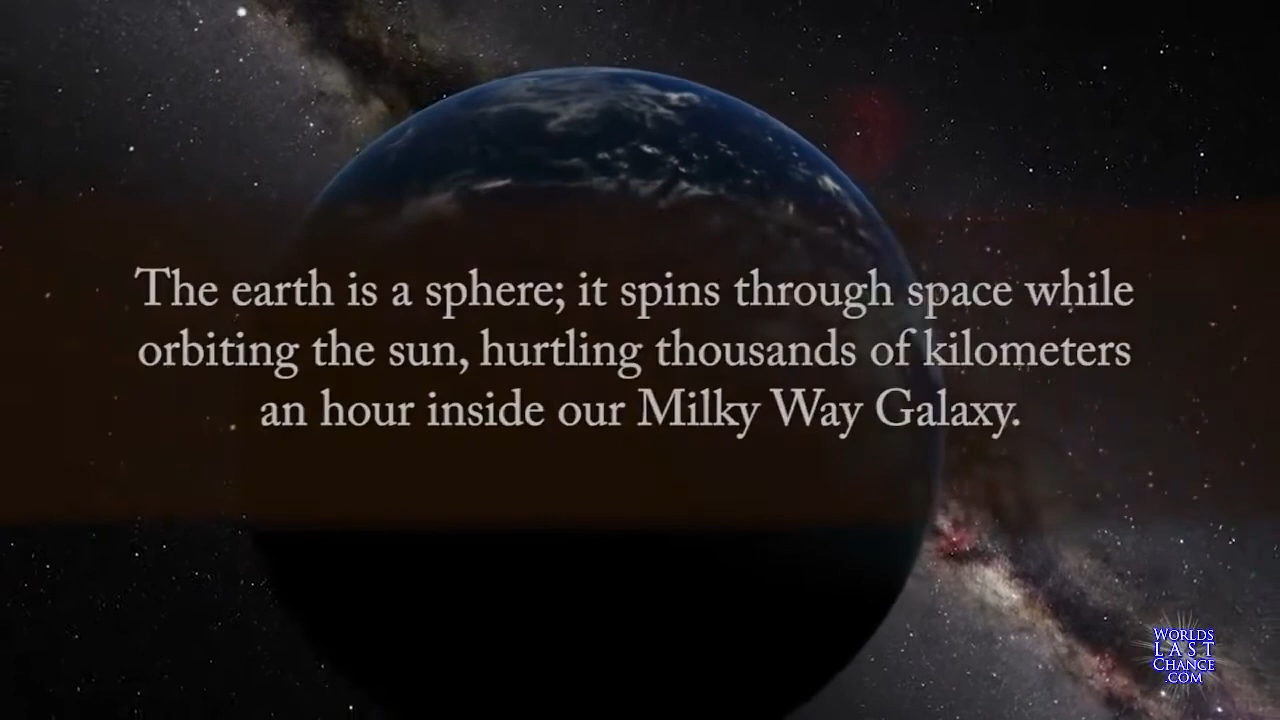 The earth is a sphere; it spins through space while
orbiting the sun, hurtling thousands of kilometers
an hour inside our Milky Way Galaxy.
WORLDS
LAST
CHANCE
.COM